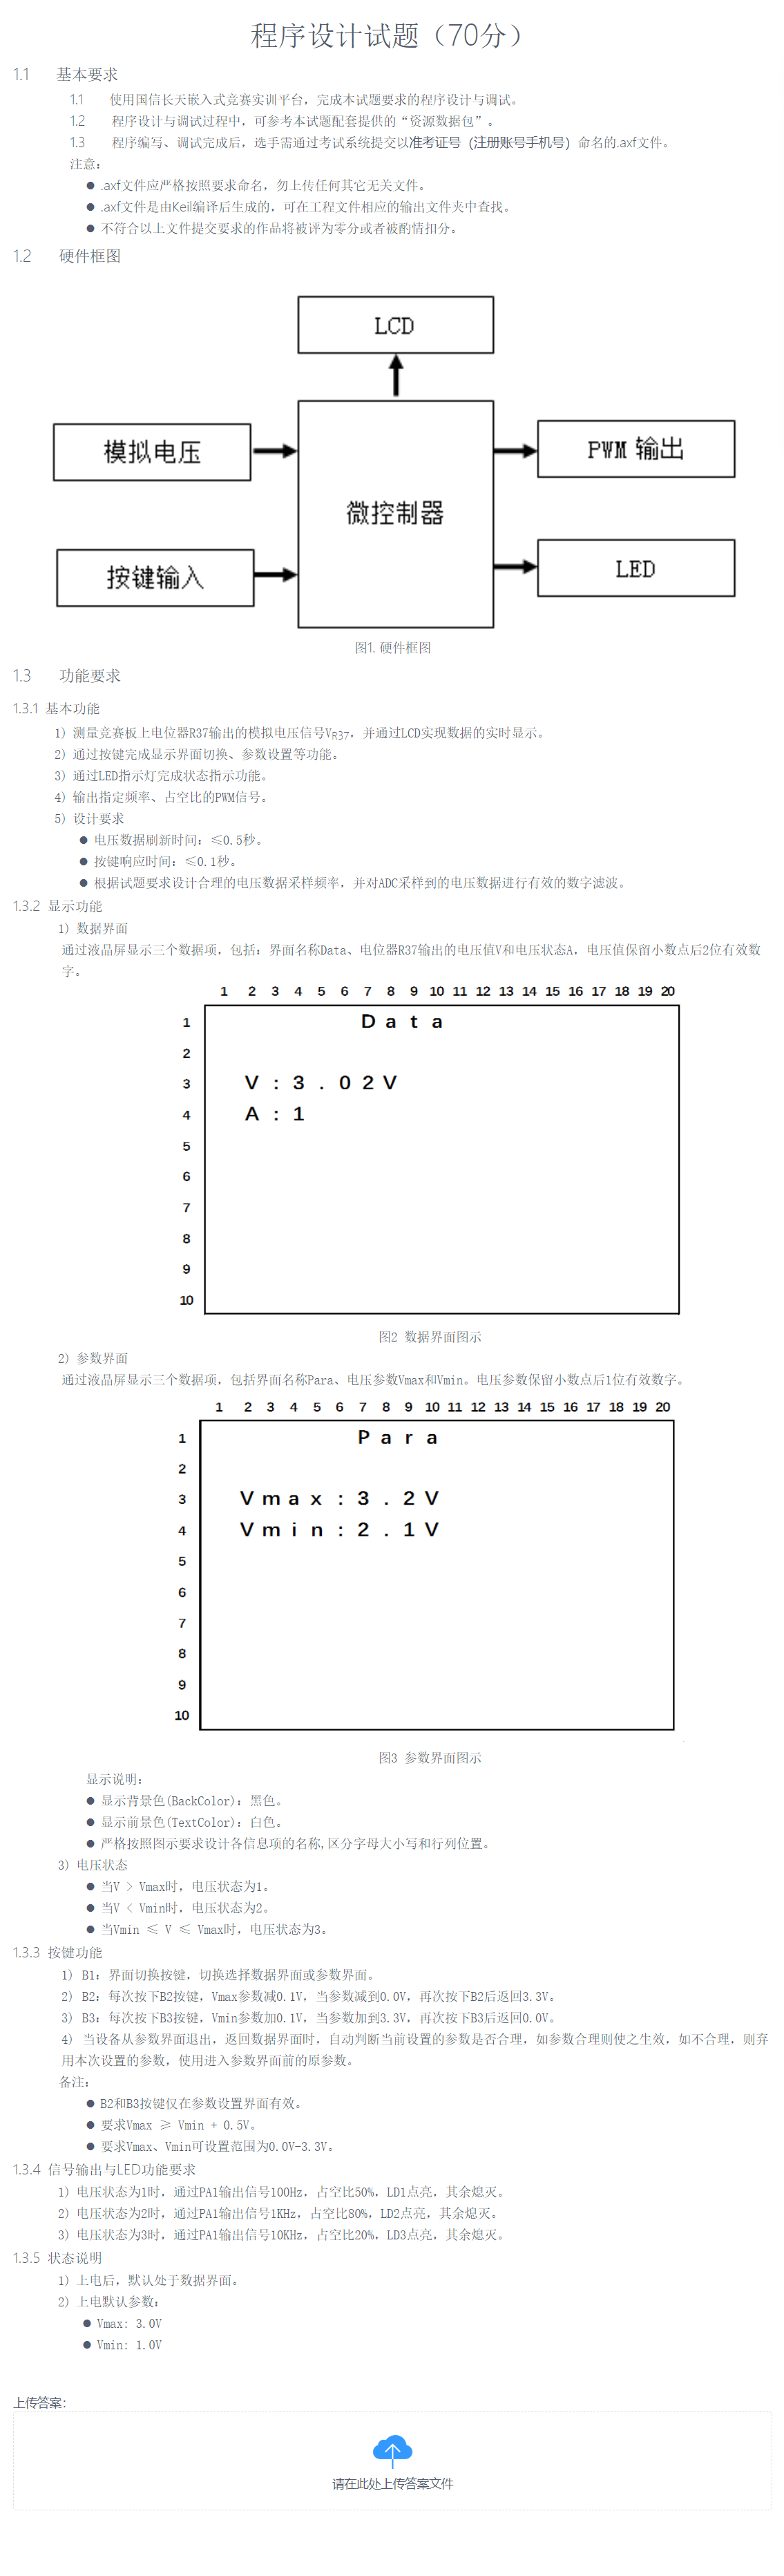 程序设计试题（70分）
1.1 基本要求
1.1 使用国信长天嵌入式竞赛实训平台，完成本试题要求的程序设计与调试。
1.2 程序设计与调试过程中，可参考本试题配套提供的“资源数据包”。
1.3 程序编写、调试完成后，选手需通过考试系统提交以准考证号（注册账号手机号）命名的.axf文件。
注意：
● .axf文件应严格按照要求命名，勿上传任何其它无关文件。
● .axf文件是由Keil编译后生成的，可在工程文件相应的输出文件夹中查找。
● 不符合以上文件提交要求的作品将被评为零分或者被酌情扣分。
1.2 硬件框图
LCD
模拟电压
PWM 输出
微控制器
按键输入
LED
图1. 硬件框图
1.3 功能要求
1.3.1 基本功能
1) 测量竞赛板上电位器R37输出的模拟电压信号VR37，并通过LCD实现数据的实时显示。
2) 通过按键完成显示界面切换、参数设置等功能。
3) 通过LED指示灯完成状态指示功能。
4) 输出指定频率、占空比的PWM信号。
5) 设计要求
● 电压数据刷新时间：≤0.5秒。
● 按键响应时间：≤0.1秒。
● 根据试题要求设计合理的电压数据采样频率，并对ADC采样到的电压数据进行有效的数字滤波。
1.3.2 显示功能
1) 数据界面
通过液晶屏显示三个数据项，包括：界面名称Data、电位器R37输出的电压值V和电压状态A，电压值保留小数点后2位有效数
字。
1 2 3 4 5 6 7 8 9 10 11 12 13 14 15 16 17 18 19 20
1 Data
2
3 V:3.02V
4 A:1
5
6
7
8
9
10
图2 数据界面图示
2) 参数界面
通过液晶屏显示三个数据项，包括界面名称Para、电压参数Vmax和Vmin。电压参数保留小数点后1位有效数字。
1 2 3 4 5 6 7 8 9 10 11 12 13 14 15 16 17 18 19 20
1 Para
2
3 Vmax:3.2V
4 Vmin:2.1V
5
6
7
8
9
10
图3 参数界面图示
显示说明：
● 显示背景色(BackColor)：黑色。
● 显示前景色(TextColor)：白色。
● 严格按照图示要求设计各信息项的名称,区分字母大小写和行列位置。
3) 电压状态
● 当V > Vmax时，电压状态为1。
● 当V < Vmin时，电压状态为2。
● 当Vmin ≤ V ≤ Vmax时，电压状态为3。
1.3.3 按键功能
1) B1：界面切换按键，切换选择数据界面或参数界面。
2) B2：每次按下B2按键，Vmax参数减0.1V，当参数减到0.0V，再次按下B2后返回3.3V。
3) B3：每次按下B3按键，Vmin参数加0.1V，当参数加到3.3V，再次按下B3后返回0.0V。
4) 当设备从参数界面退出，返回数据界面时，自动判断当前设置的参数是否合理，如参数合理则使之生效，如不合理，则弃
用本次设置的参数，使用进入参数界面前的原参数。
备注：
● B2和B3按键仅在参数设置界面有效。
● 要求Vmax ≥ Vmin + 0.5V。
● 要求Vmax、Vmin可设置范围为0.0V-3.3V。
1.3.4 信号输出与LED功能要求
1) 电压状态为1时，通过PA1输出信号100Hz，占空比50%，LD1点亮，其余熄灭。
2) 电压状态为2时，通过PA1输出信号1KHz，占空比80%，LD2点亮，其余熄灭。
3) 电压状态为3时，通过PA1输出信号10KHz，占空比20%，LD3点亮，其余熄灭。
1.3.5 状态说明
1) 上电后，默认处于数据界面。
2) 上电默认参数：
● Vmax: 3.0V
● Vmin: 1.0V
上传答案：
请在此处上传答案文件